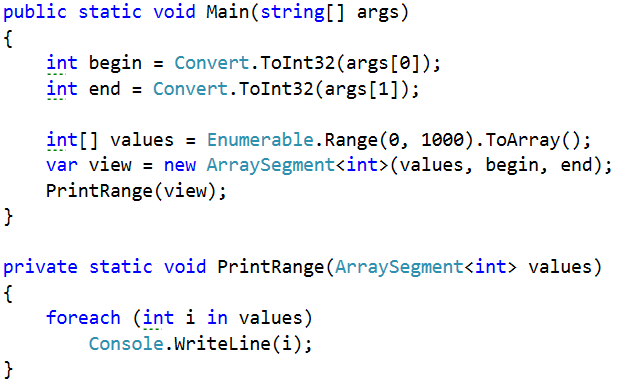 public static void Main(string[] args)
{
    int begin = Convert.ToInt32(args[0]);
    int end = Convert.ToInt32(args[1]);

    int[] values = Enumerable.Range(0, 1000).ToArray();
    var view = new ArraySegment<int>(values, begin, end);
    PrintRange(view);
}

private static void PrintRange(ArraySegment<int> values)
{
    foreach (int i in values)
        Console.WriteLine(i);
}